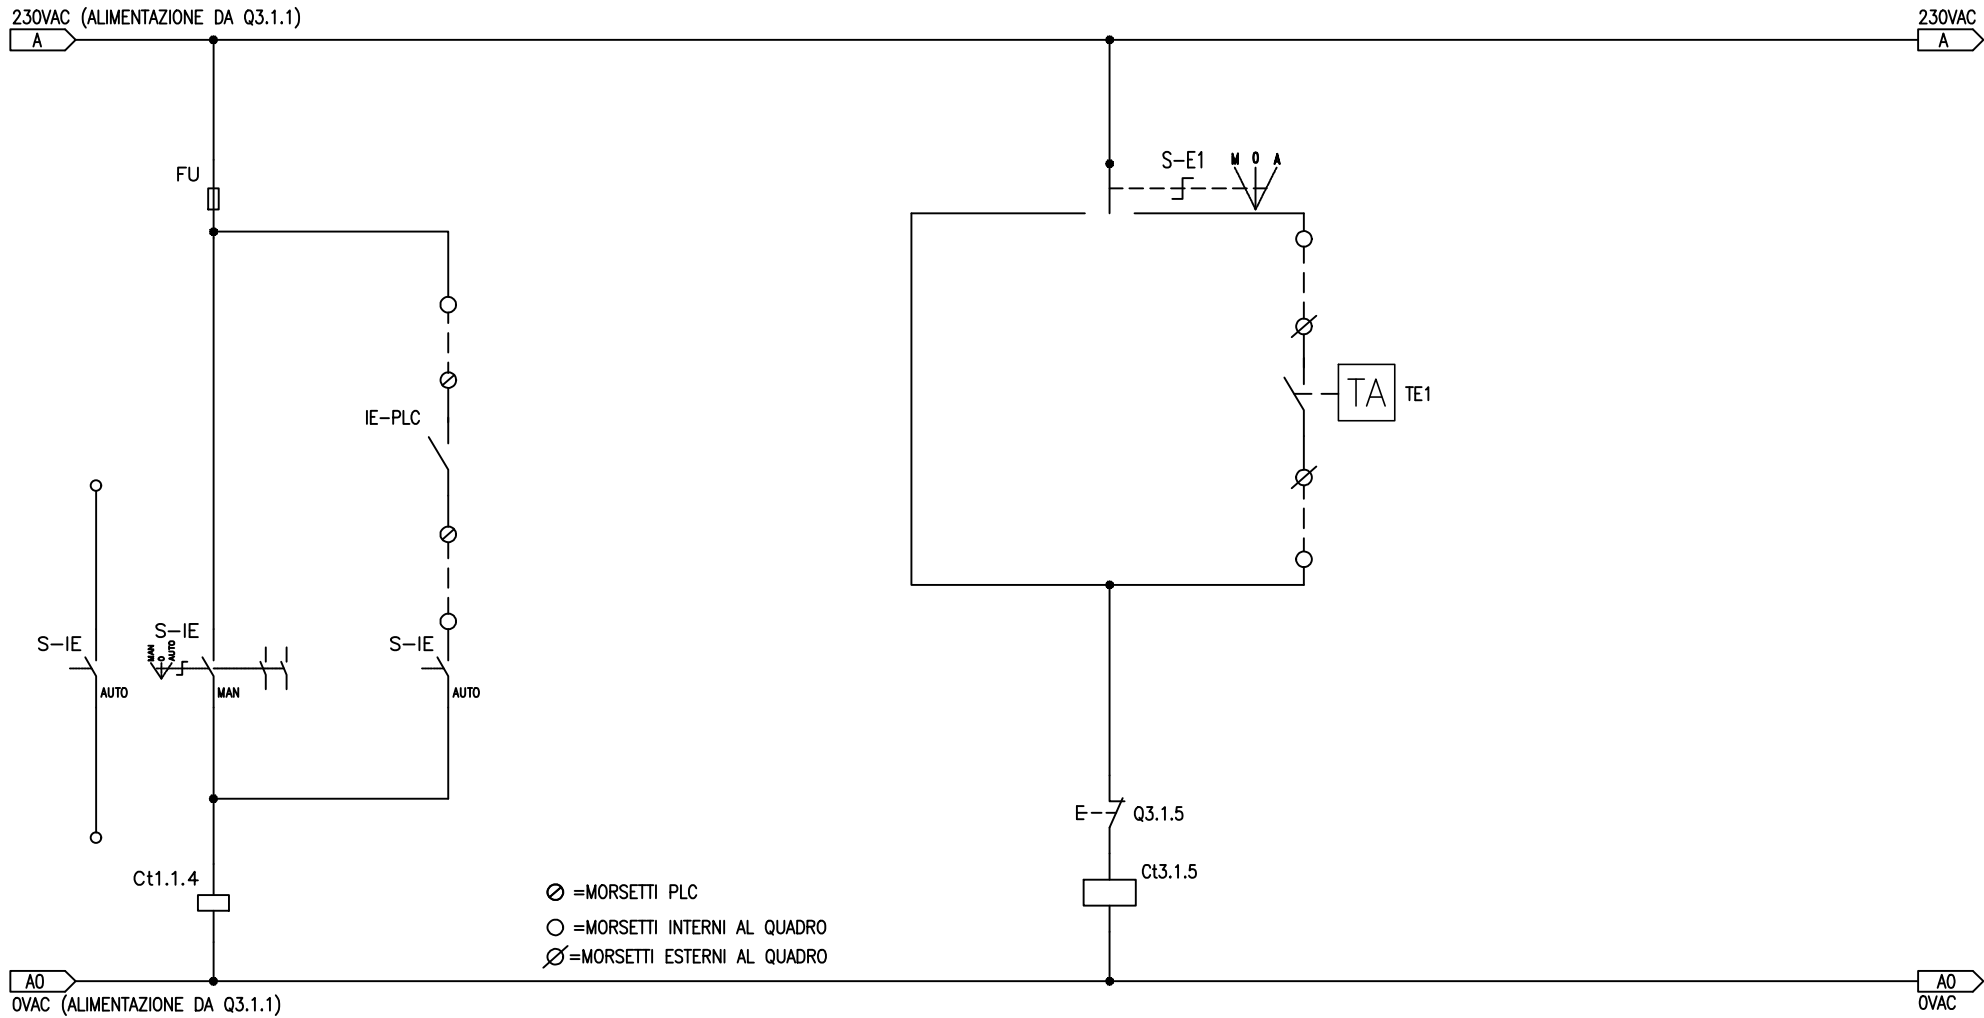 230VAC (ALIMENTAZIONE DA Q3.1.1)
230VAC
A
A
FU
S-E1
M O A
TA
TE1
IE-PLC
S-IE
S-IE
S-IE
MAN
O
AUTO
AUTO
MAN
AUTO
E
Q3.1.5
Ct1.1.4
Ct3.1.5
=MORSETTI PLC
=MORSETTI INTERNI AL QUADRO
=MORSETTI ESTERNI AL QUADRO
A0
A0
0VAC (ALIMENTAZIONE DA Q3.1.1)
0VAC